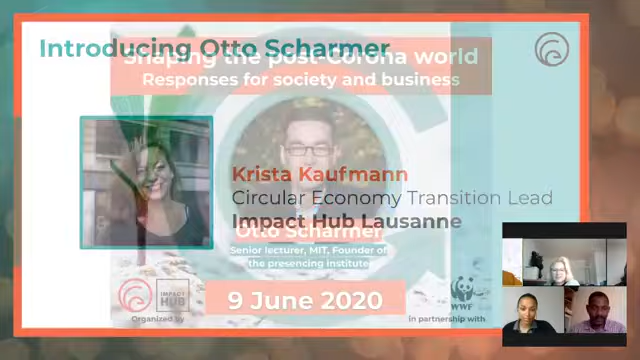 Introducing Otto Scharmer
Shaping the post-Corona world
Responses for society and business
Krista Kaufmann
Circular Economy Transition Lead
Impact Hub Lausanne
Otto Scharmer
Senior lecturer, MIT, Founder of
the presencing institute
9 June 2020
IMPACT
HUB
Organized by
WWF
in partnership with